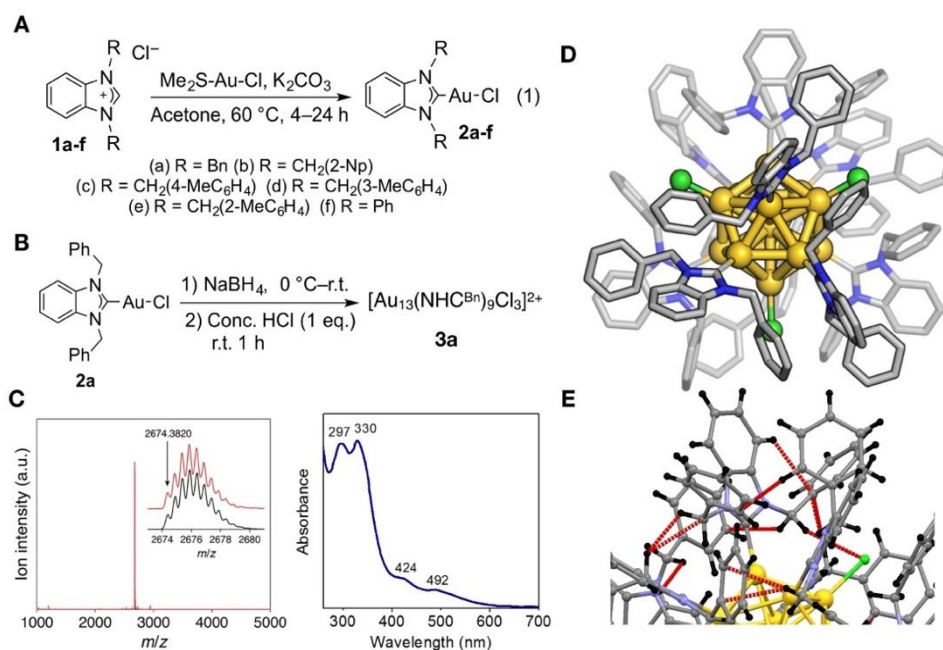 A
R
Cl⁻
N
+
N
R
1a-f
Me₂S-Au-Cl, K₂CO₃
Acetone, 60 °C, 4–24 h
R
N
Au-Cl (1)
N
R
2a-f
(a) R = Bn (b) R = CH₂(2-Np)
(c) R = CH₂(4-MeC₆H₄) (d) R = CH₂(3-MeC₆H₄)
(e) R = CH₂(2-MeC₆H₄) (f) R = Ph
B
Ph
N
Au-Cl
N
Ph
2a
1) NaBH₄, 0 °C–r.t.
2) Conc. HCl (1 eq.)
r.t. 1 h
[Au₁₃(NHCᴮⁿ)₉Cl₃]²⁺
3a
C
Ion intensity (a.u.)
2674.3820
2674 2676 2678 2680
m/z
1000 2000 3000 4000 5000
m/z
Absorbance
297 330
424
492
300 400 500 600 700
Wavelength (nm)
D
E